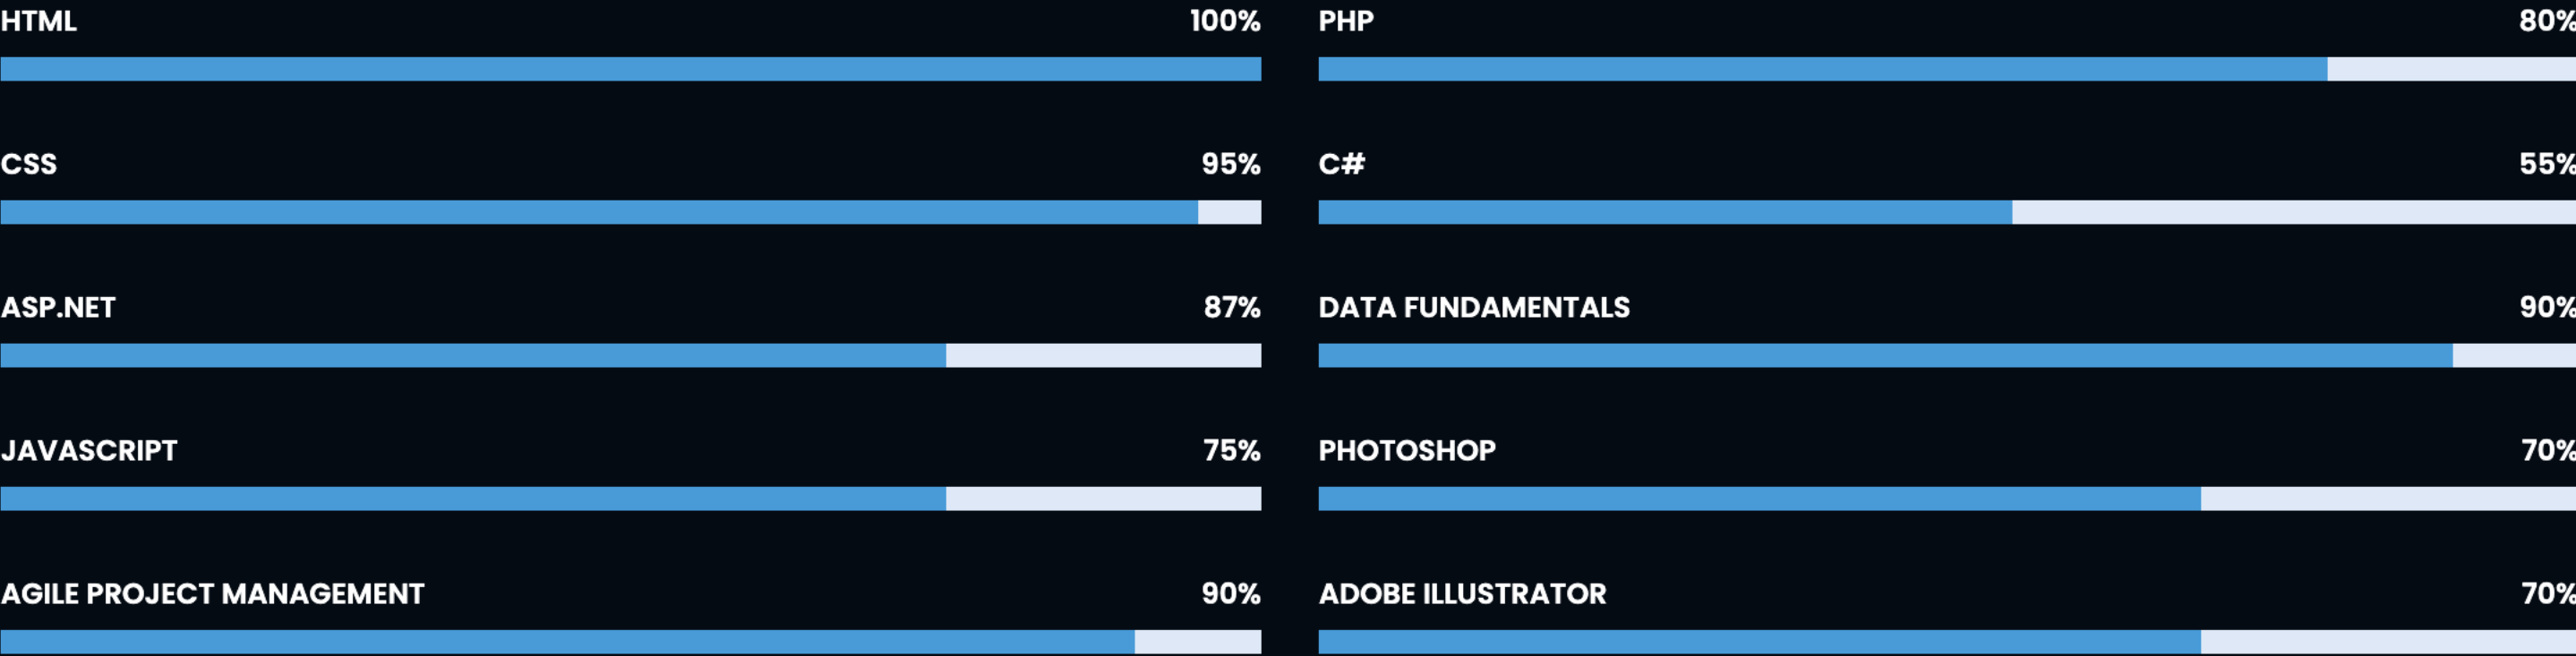 HTML 100%
CSS 95%
ASP.NET 87%
JAVASCRIPT 75%
AGILE PROJECT MANAGEMENT 90%
PHP 80%
C# 55%
DATA FUNDAMENTALS 90%
PHOTOSHOP 70%
ADOBE ILLUSTRATOR 70%